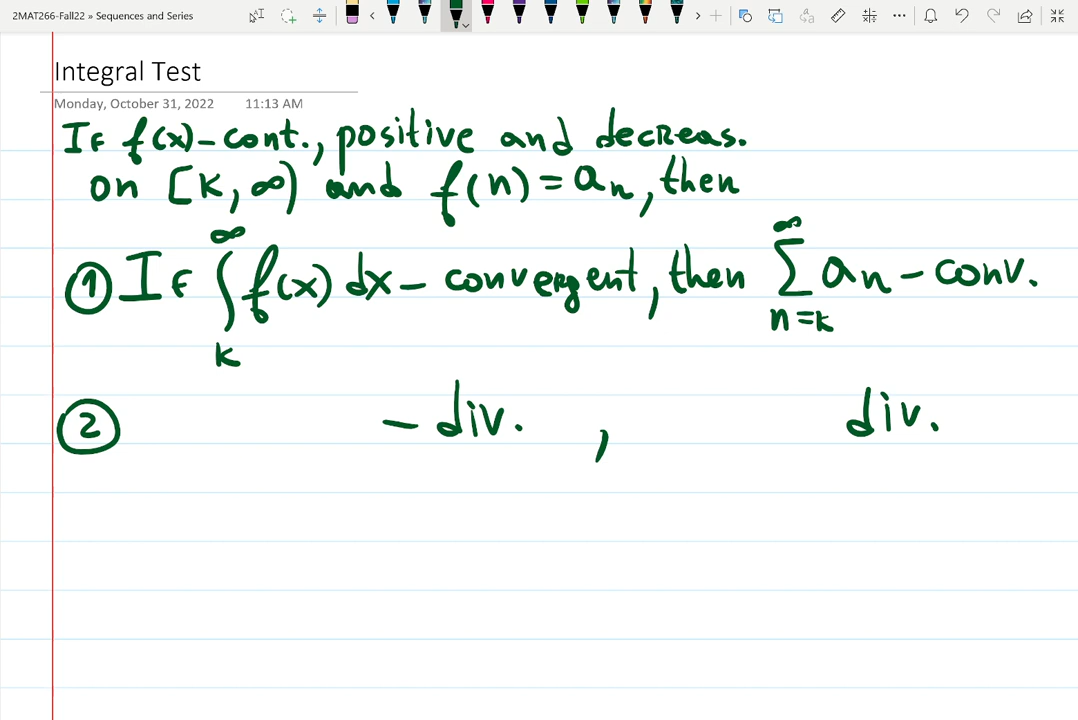 2MAT266-Fall22 » Sequences and Series
Integral Test
Monday, October 31, 2022 11:13 AM
If f(x) - cont., positive and decreas.
on [k, ∞) and f(n) = aₙ, then
① If ∫ₖ^∞ f(x) dx - convergent, then ∑ₙ₌ₖ^∞ aₙ - conv.
② - div. , div.